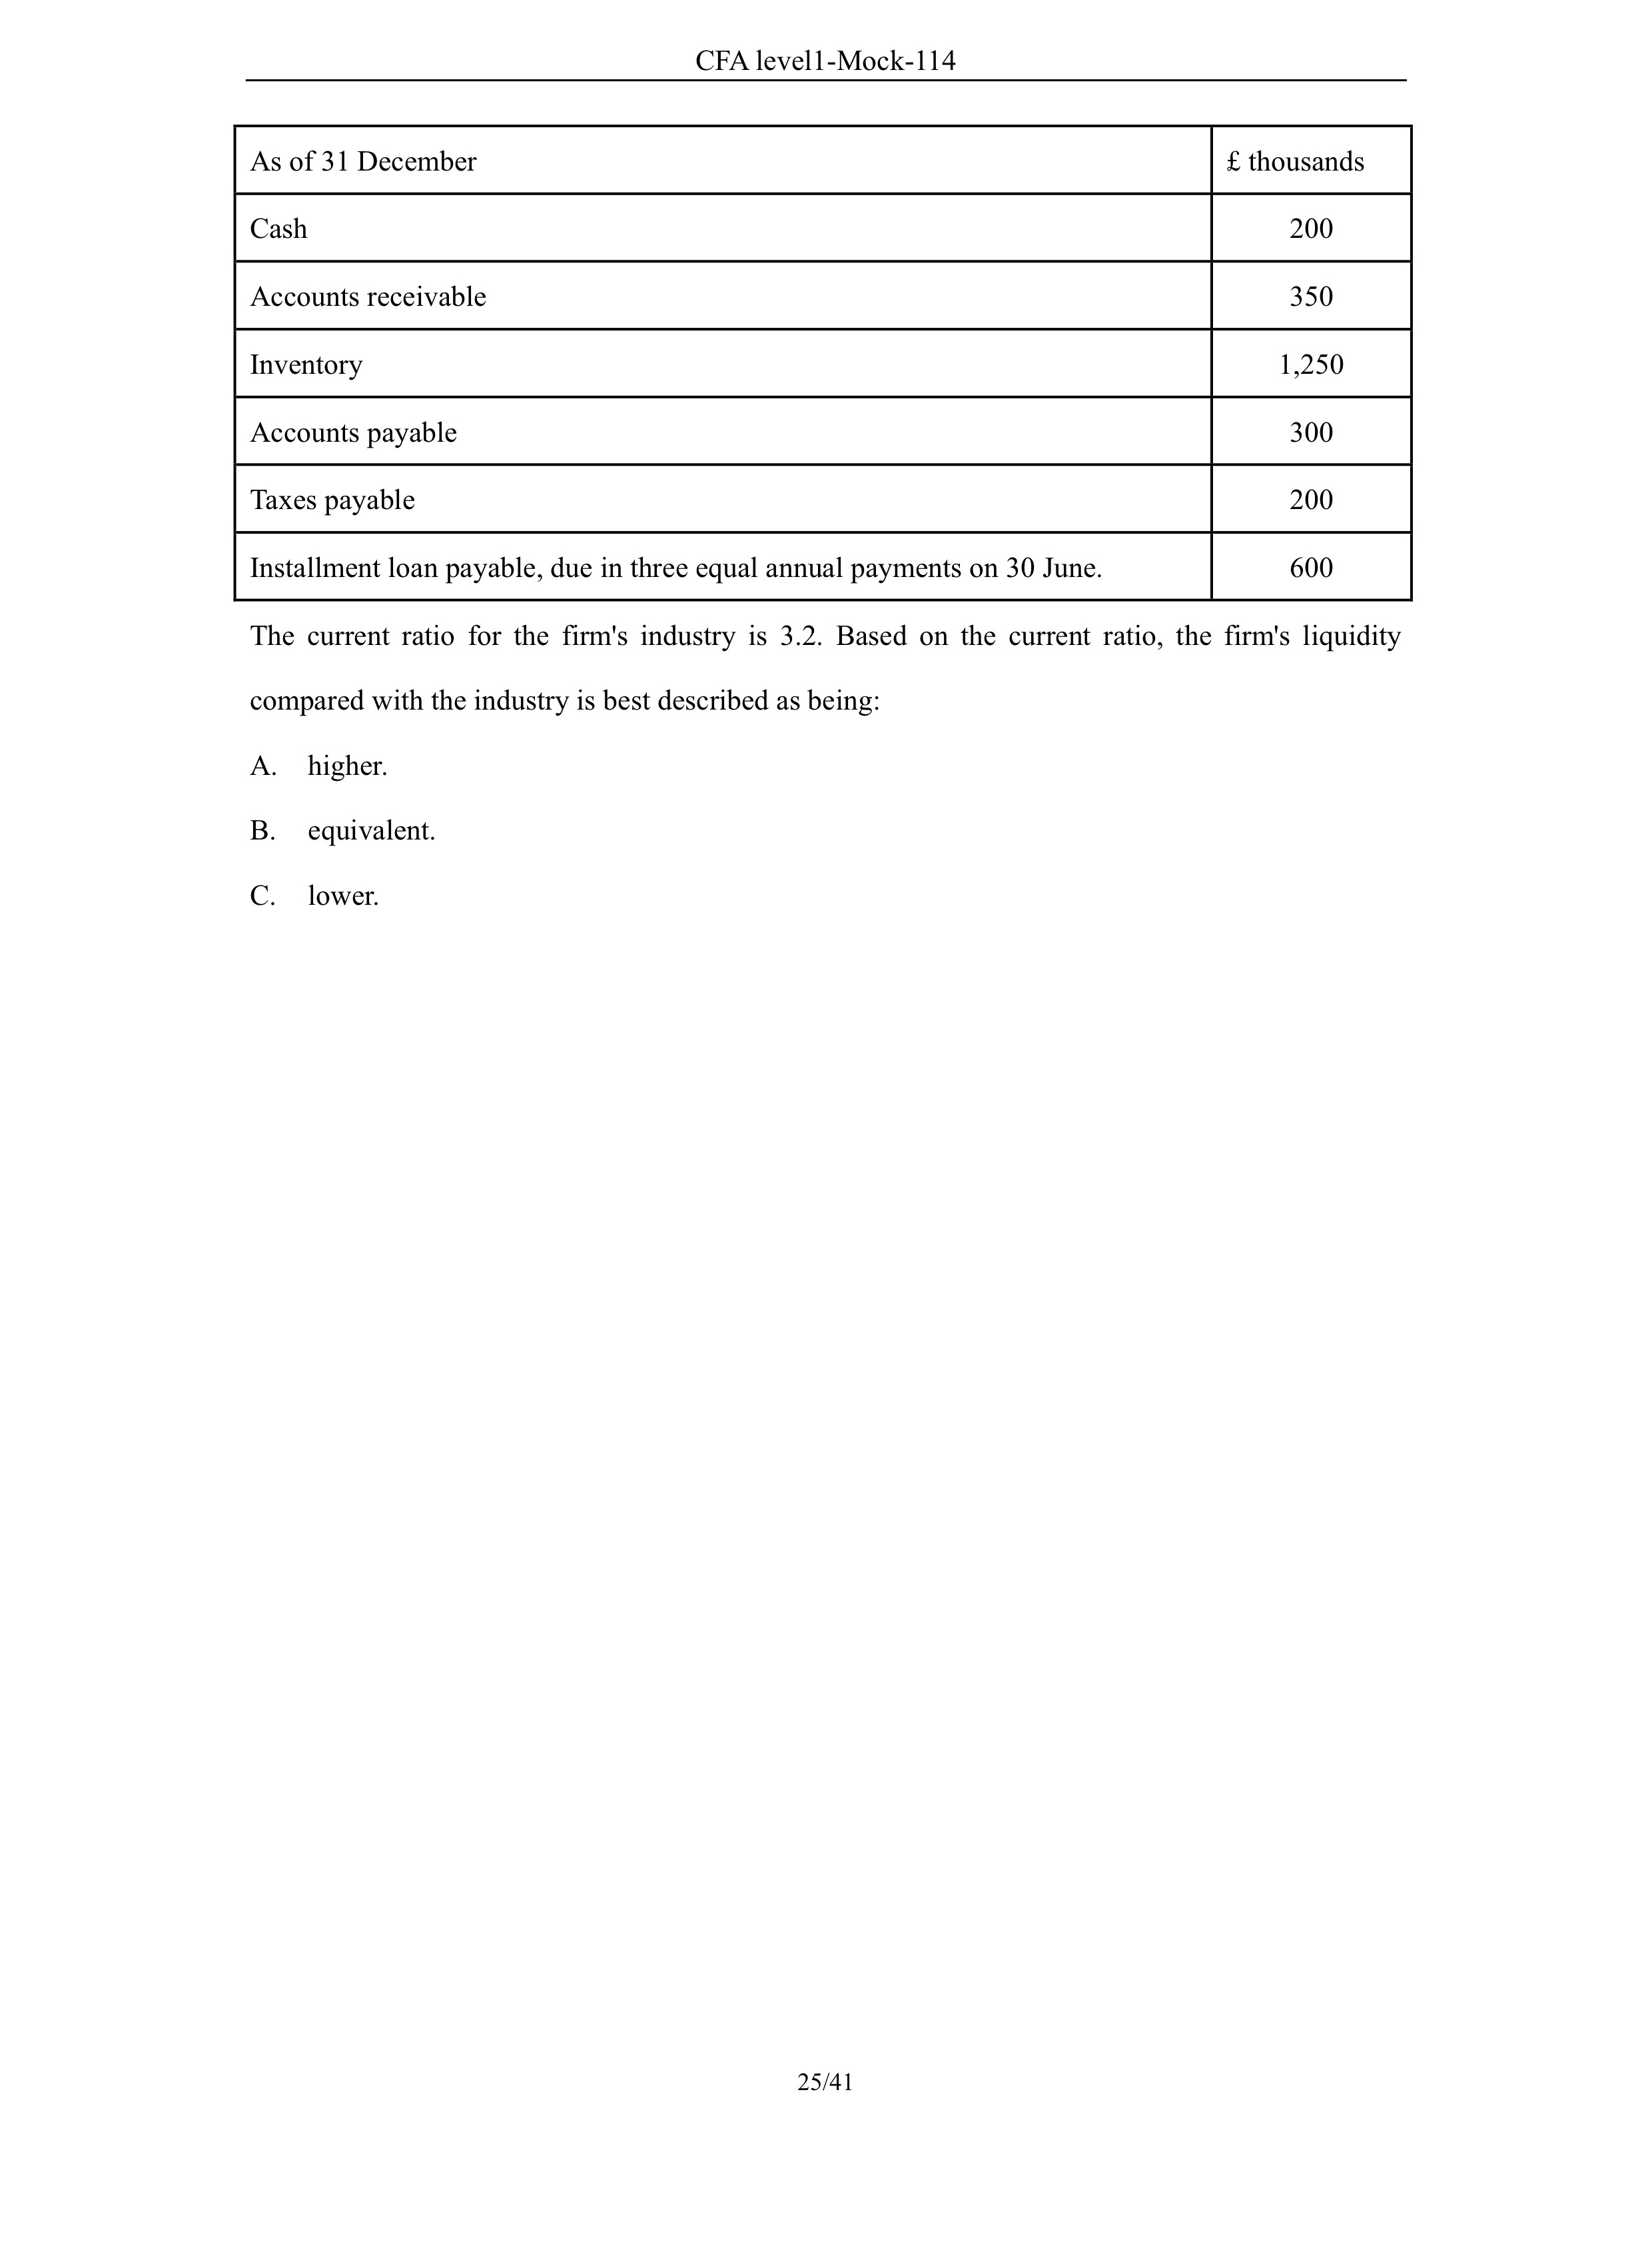 CFA level1-Mock-114
As of 31 December £ thousands
Cash 200
Accounts receivable 350
Inventory 1,250
Accounts payable 300
Taxes payable 200
Installment loan payable, due in three equal annual payments on 30 June. 600
The current ratio for the firm's industry is 3.2. Based on the current ratio, the firm's liquidity
compared with the industry is best described as being:
A. higher.
B. equivalent.
C. lower.
25/41